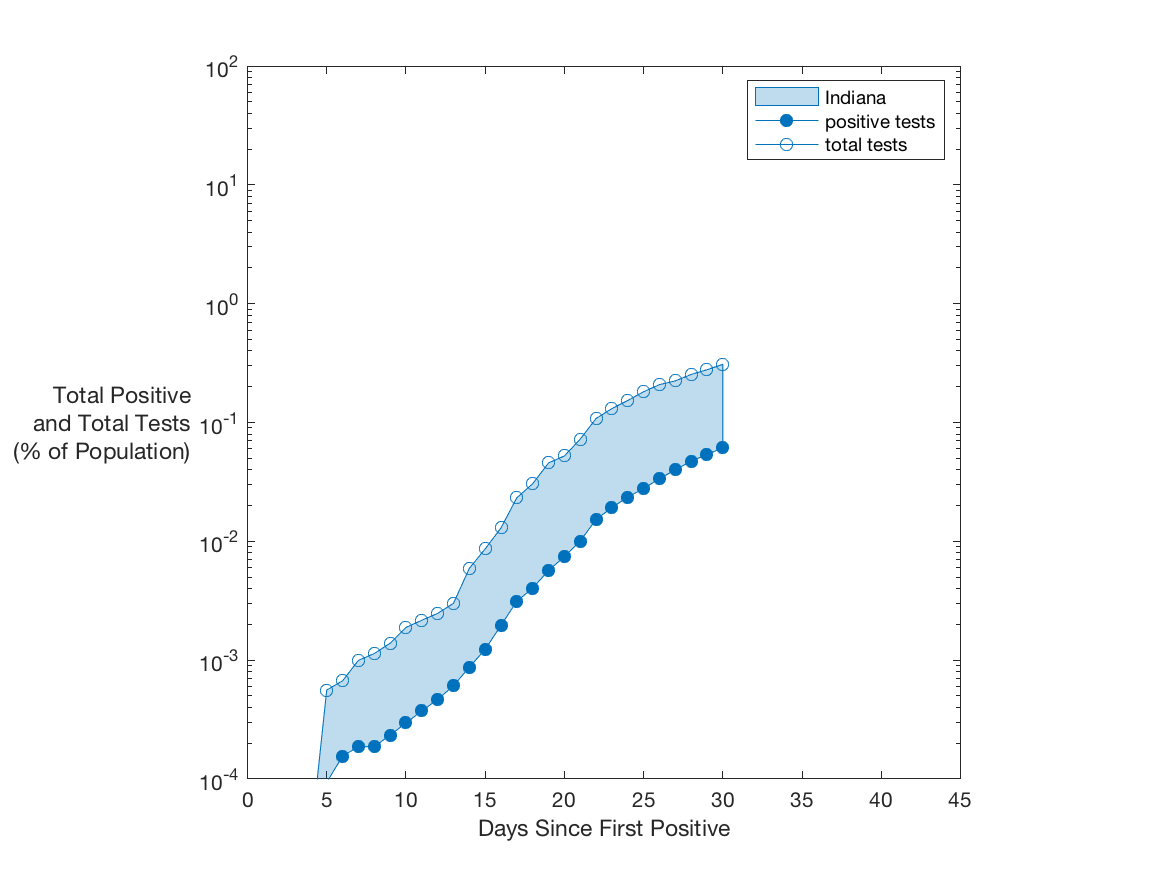 10^2
10^1
10^0
10^-1
10^-2
10^-3
10^-4
Total Positive
and Total Tests
(% of Population)
Indiana
positive tests
total tests
0 5 10 15 20 25 30 35 40 45
Days Since First Positive